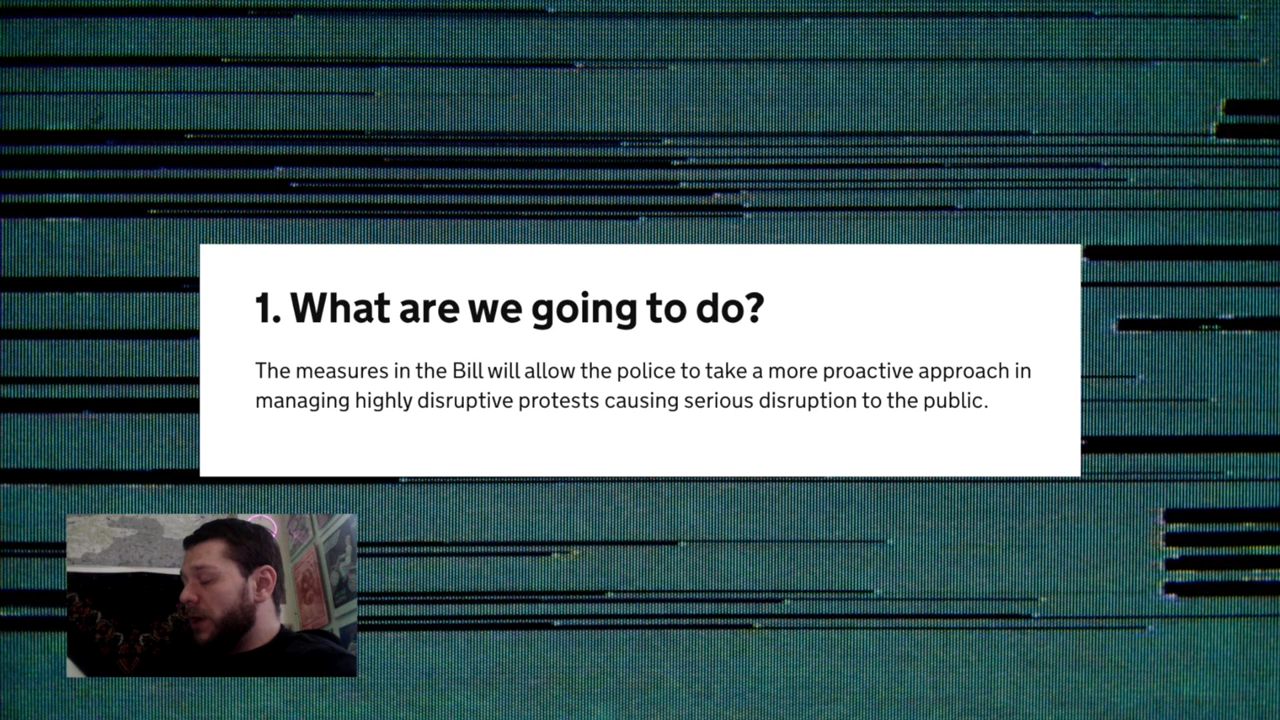 1. What are we going to do?
The measures in the Bill will allow the police to take a more proactive approach in
managing highly disruptive protests causing serious disruption to the public.